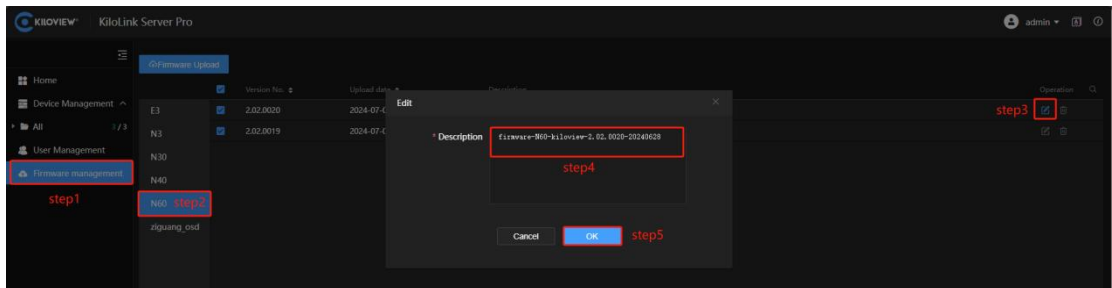 KILOVIEW KiloLink Server Pro admin
Firmware Upload
Home
Version No. Upload date Description Operation
Device Management
E3 2.02.0020 2024-07-0 Edit step3
All 3/3
N3 2.02.0019 2024-07-0 * Description firmware-N60-kiloview-2.02.0020-20240628
User Management
N30
step4
Firmware management
N40
step1
N60 step2
ziguang_osd
Cancel OK step5